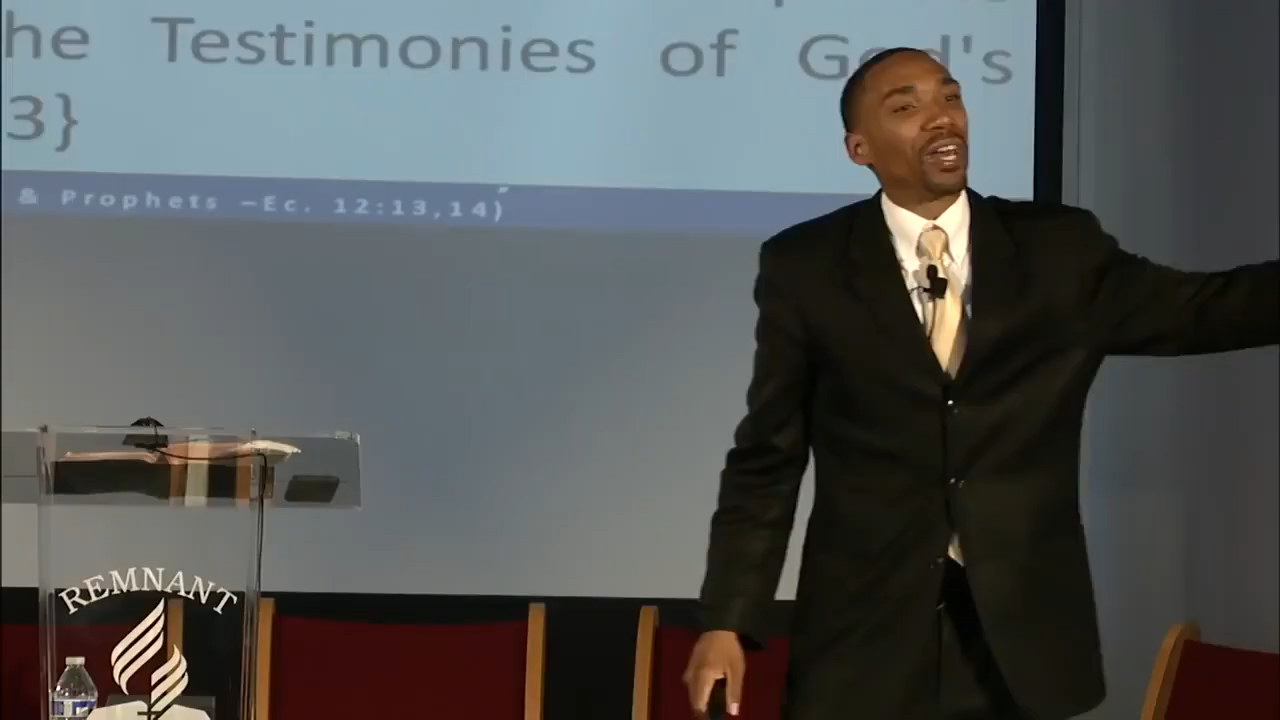 he Testimonies of God's
3}
& Prophets –Ec. 12:13,14)
REMNANT